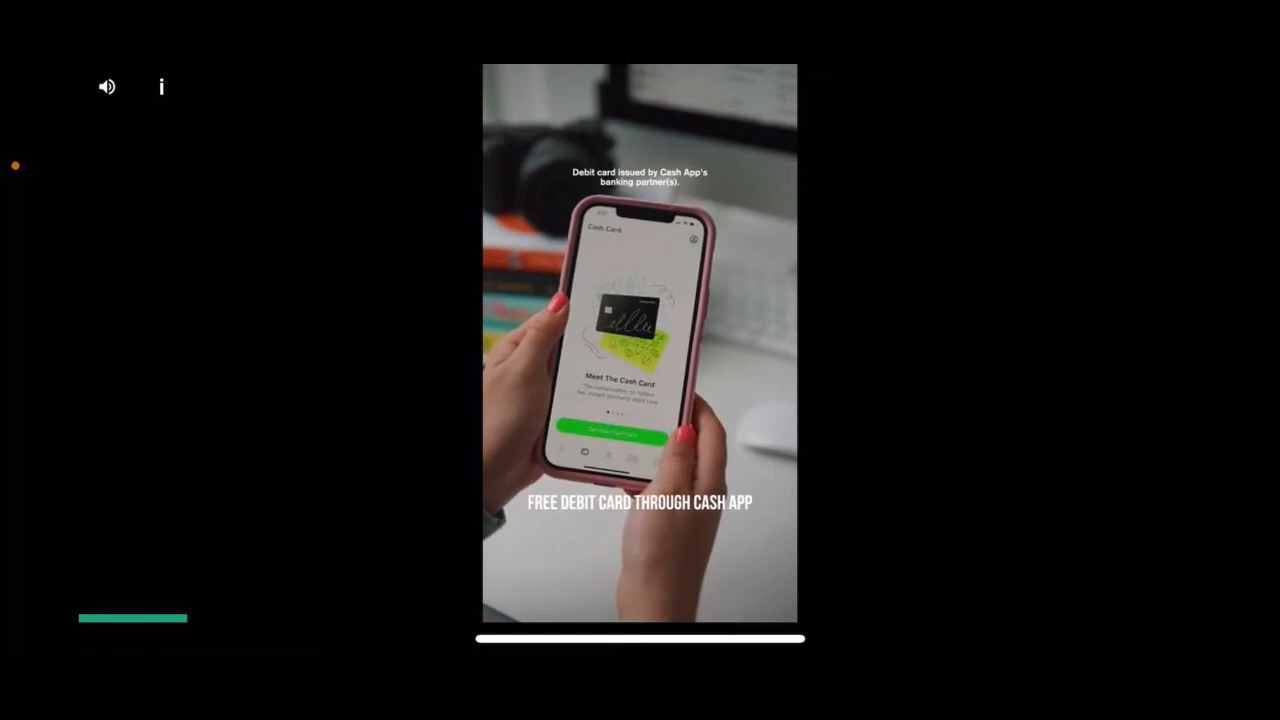 Debit card issued by Cash App's
banking partner(s).
Cash Card
Meet The Cash Card
FREE DEBIT CARD THROUGH CASH APP